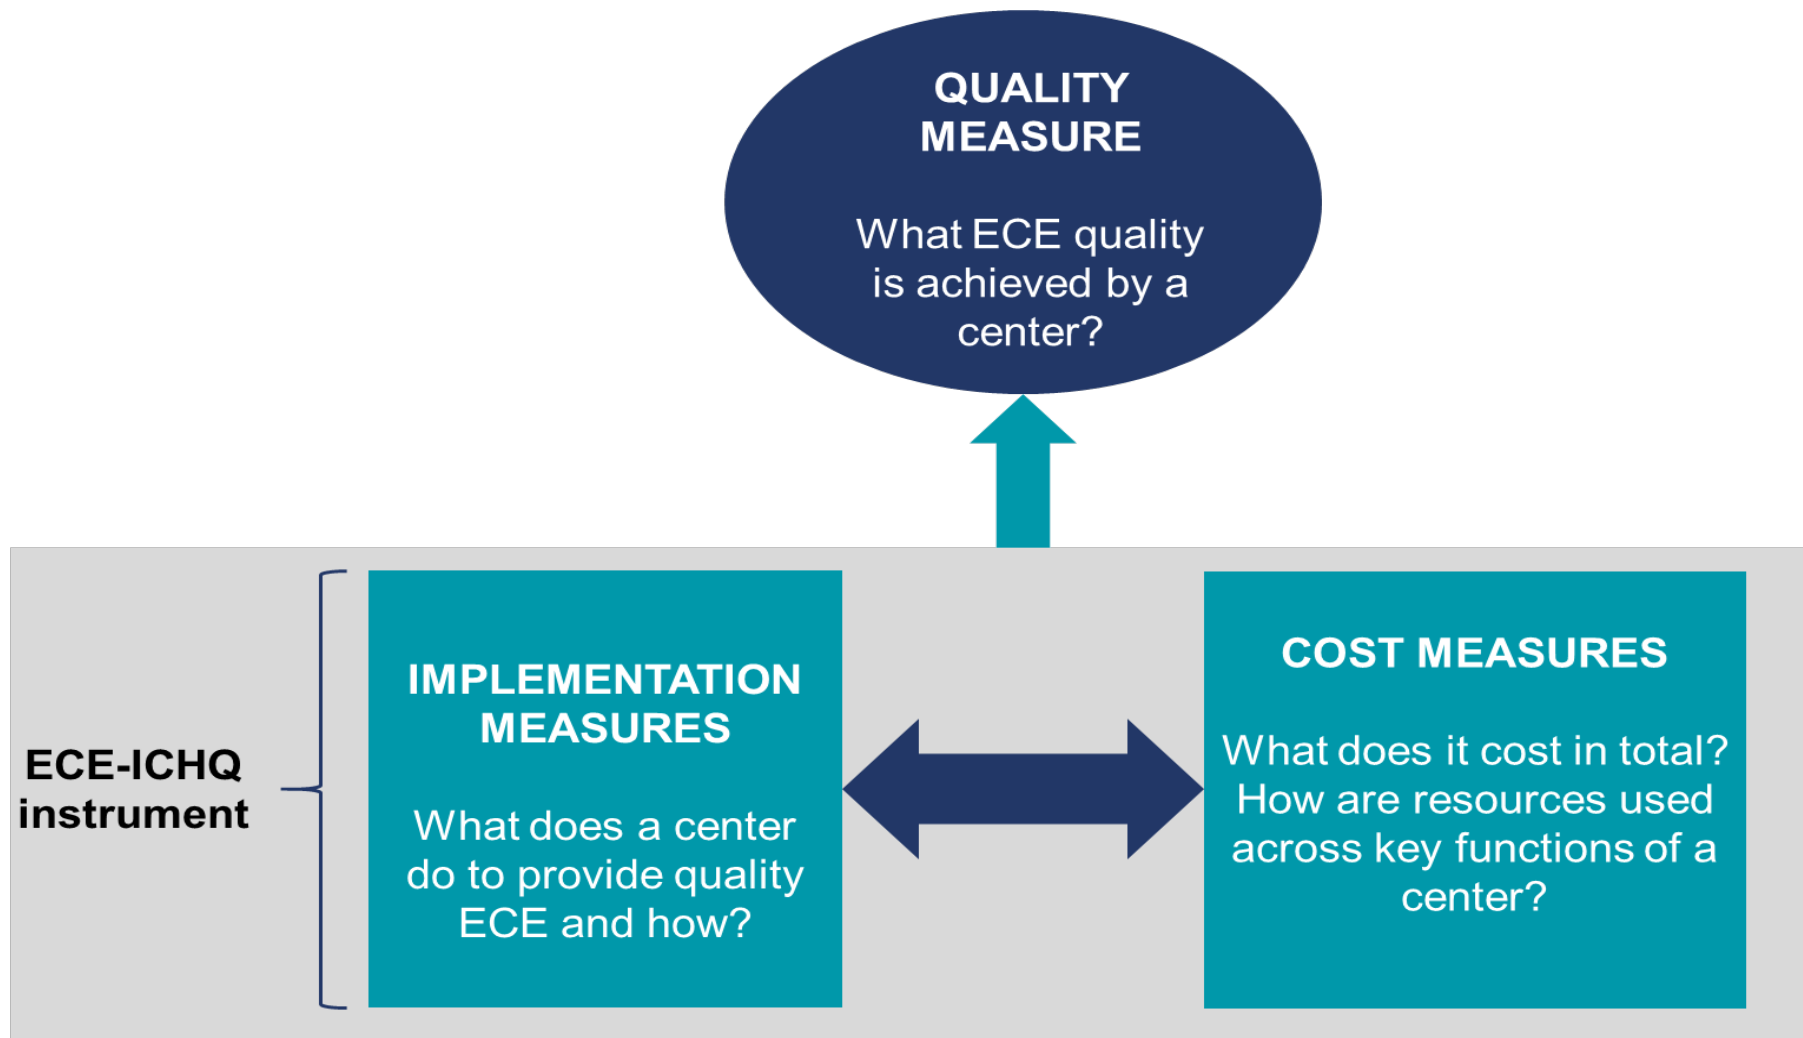 QUALITY
MEASURE
What ECE quality
is achieved by a
center?
ECE-ICHQ
instrument
IMPLEMENTATION
MEASURES
What does a center
do to provide quality
ECE and how?
COST MEASURES
What does it cost in total?
How are resources used
across key functions of a
center?